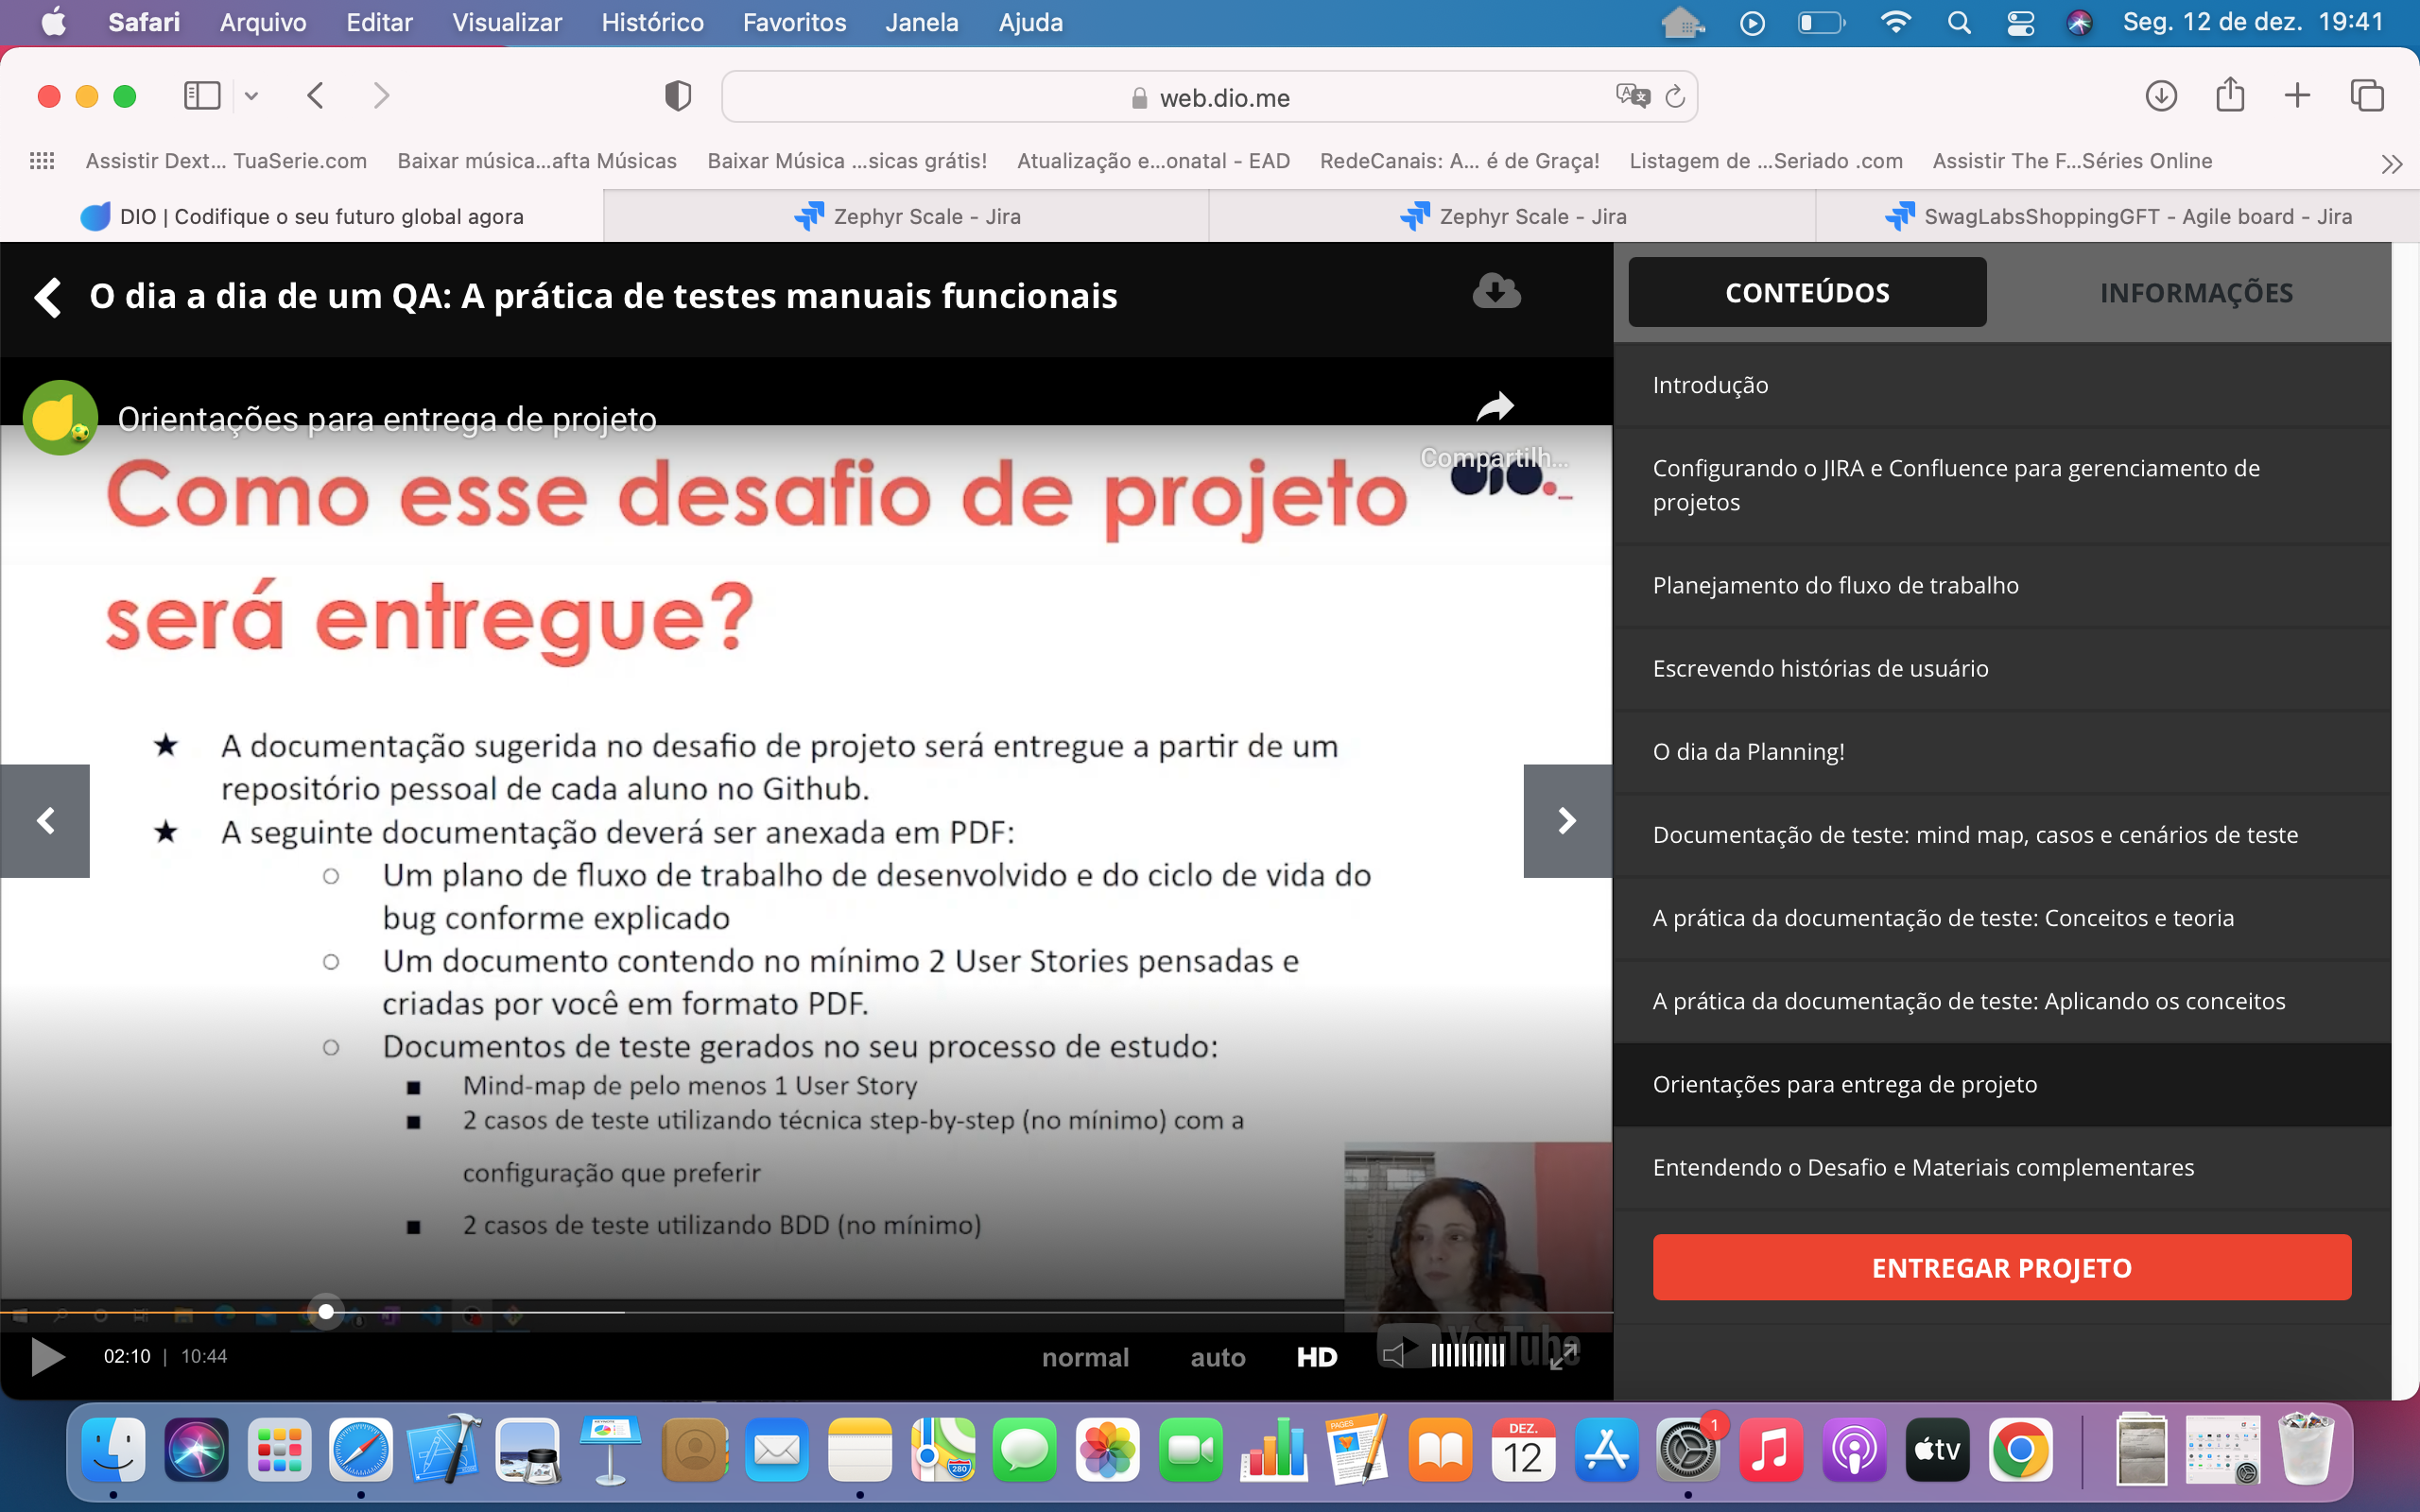 Safari Arquivo Editar Visualizar Histórico Favoritos Janela Ajuda Seg. 12 de dez. 19:41
web.dio.me
Assistir Dext... TuaSerie.com Baixar música...afta Músicas Baixar Música ...sicas grátis! Atualização e...onatal - EAD RedeCanais: A... é de Graça! Listagem de ...Seriado .com Assistir The F...Séries Online
DIO | Codifique o seu futuro global agora Zephyr Scale - Jira Zephyr Scale - Jira SwagLabsShoppingGFT - Agile board - Jira
O dia a dia de um QA: A prática de testes manuais funcionais
Orientações para entrega de projeto
Compartilh...
Como esse desafio de projeto
dio._
será entregue?
★ A documentação sugerida no desafio de projeto será entregue a partir de um
repositório pessoal de cada aluno no Github.
★ A seguinte documentação deverá ser anexada em PDF:
○ Um plano de fluxo de trabalho de desenvolvido e do ciclo de vida do
bug conforme explicado
○ Um documento contendo no mínimo 2 User Stories pensadas e
criadas por você em formato PDF.
○ Documentos de teste gerados no seu processo de estudo:
■ Mind-map de pelo menos 1 User Story
■ 2 casos de teste utilizando técnica step-by-step (no mínimo) com a
configuração que preferir
■ 2 casos de teste utilizando BDD (no mínimo)
02:10 | 10:44 normal auto HD YouTube
CONTEÚDOS INFORMAÇÕES
Introdução
Configurando o JIRA e Confluence para gerenciamento de
projetos
Planejamento do fluxo de trabalho
Escrevendo histórias de usuário
O dia da Planning!
Documentação de teste: mind map, casos e cenários de teste
A prática da documentação de teste: Conceitos e teoria
A prática da documentação de teste: Aplicando os conceitos
Orientações para entrega de projeto
Entendendo o Desafio e Materiais complementares
ENTREGAR PROJETO
280 PAGES DEZ. 12 1 tv